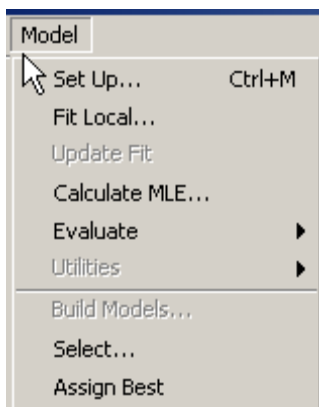 Model
Set Up... Ctrl+M
Fit Local...
Update Fit
Calculate MLE...
Evaluate
Utilities
Build Models...
Select...
Assign Best